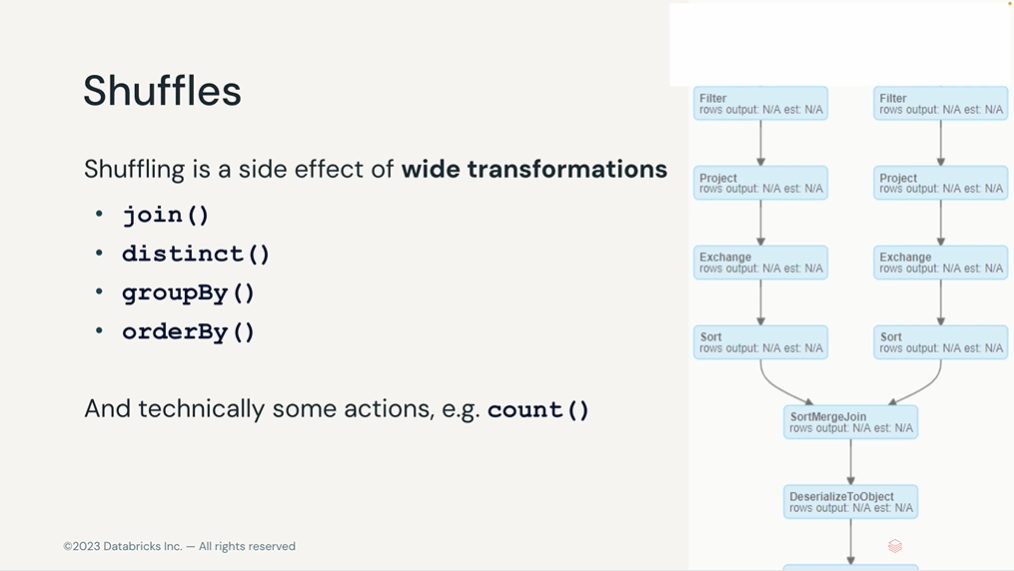 Shuffles
Shuffling is a side effect of wide transformations
• join()
• distinct()
• groupBy()
• orderBy()
And technically some actions, e.g. count()
©2023 Databricks Inc. — All rights reserved
Filter
rows output: N/A est: N/A
Filter
rows output: N/A est: N/A
Project
rows output: N/A est: N/A
Project
rows output: N/A est: N/A
Exchange
rows output: N/A est: N/A
Exchange
rows output: N/A est: N/A
Sort
rows output: N/A est: N/A
Sort
rows output: N/A est: N/A
SortMergeJoin
rows output: N/A est: N/A
DeserializeToObject
rows output: N/A est: N/A